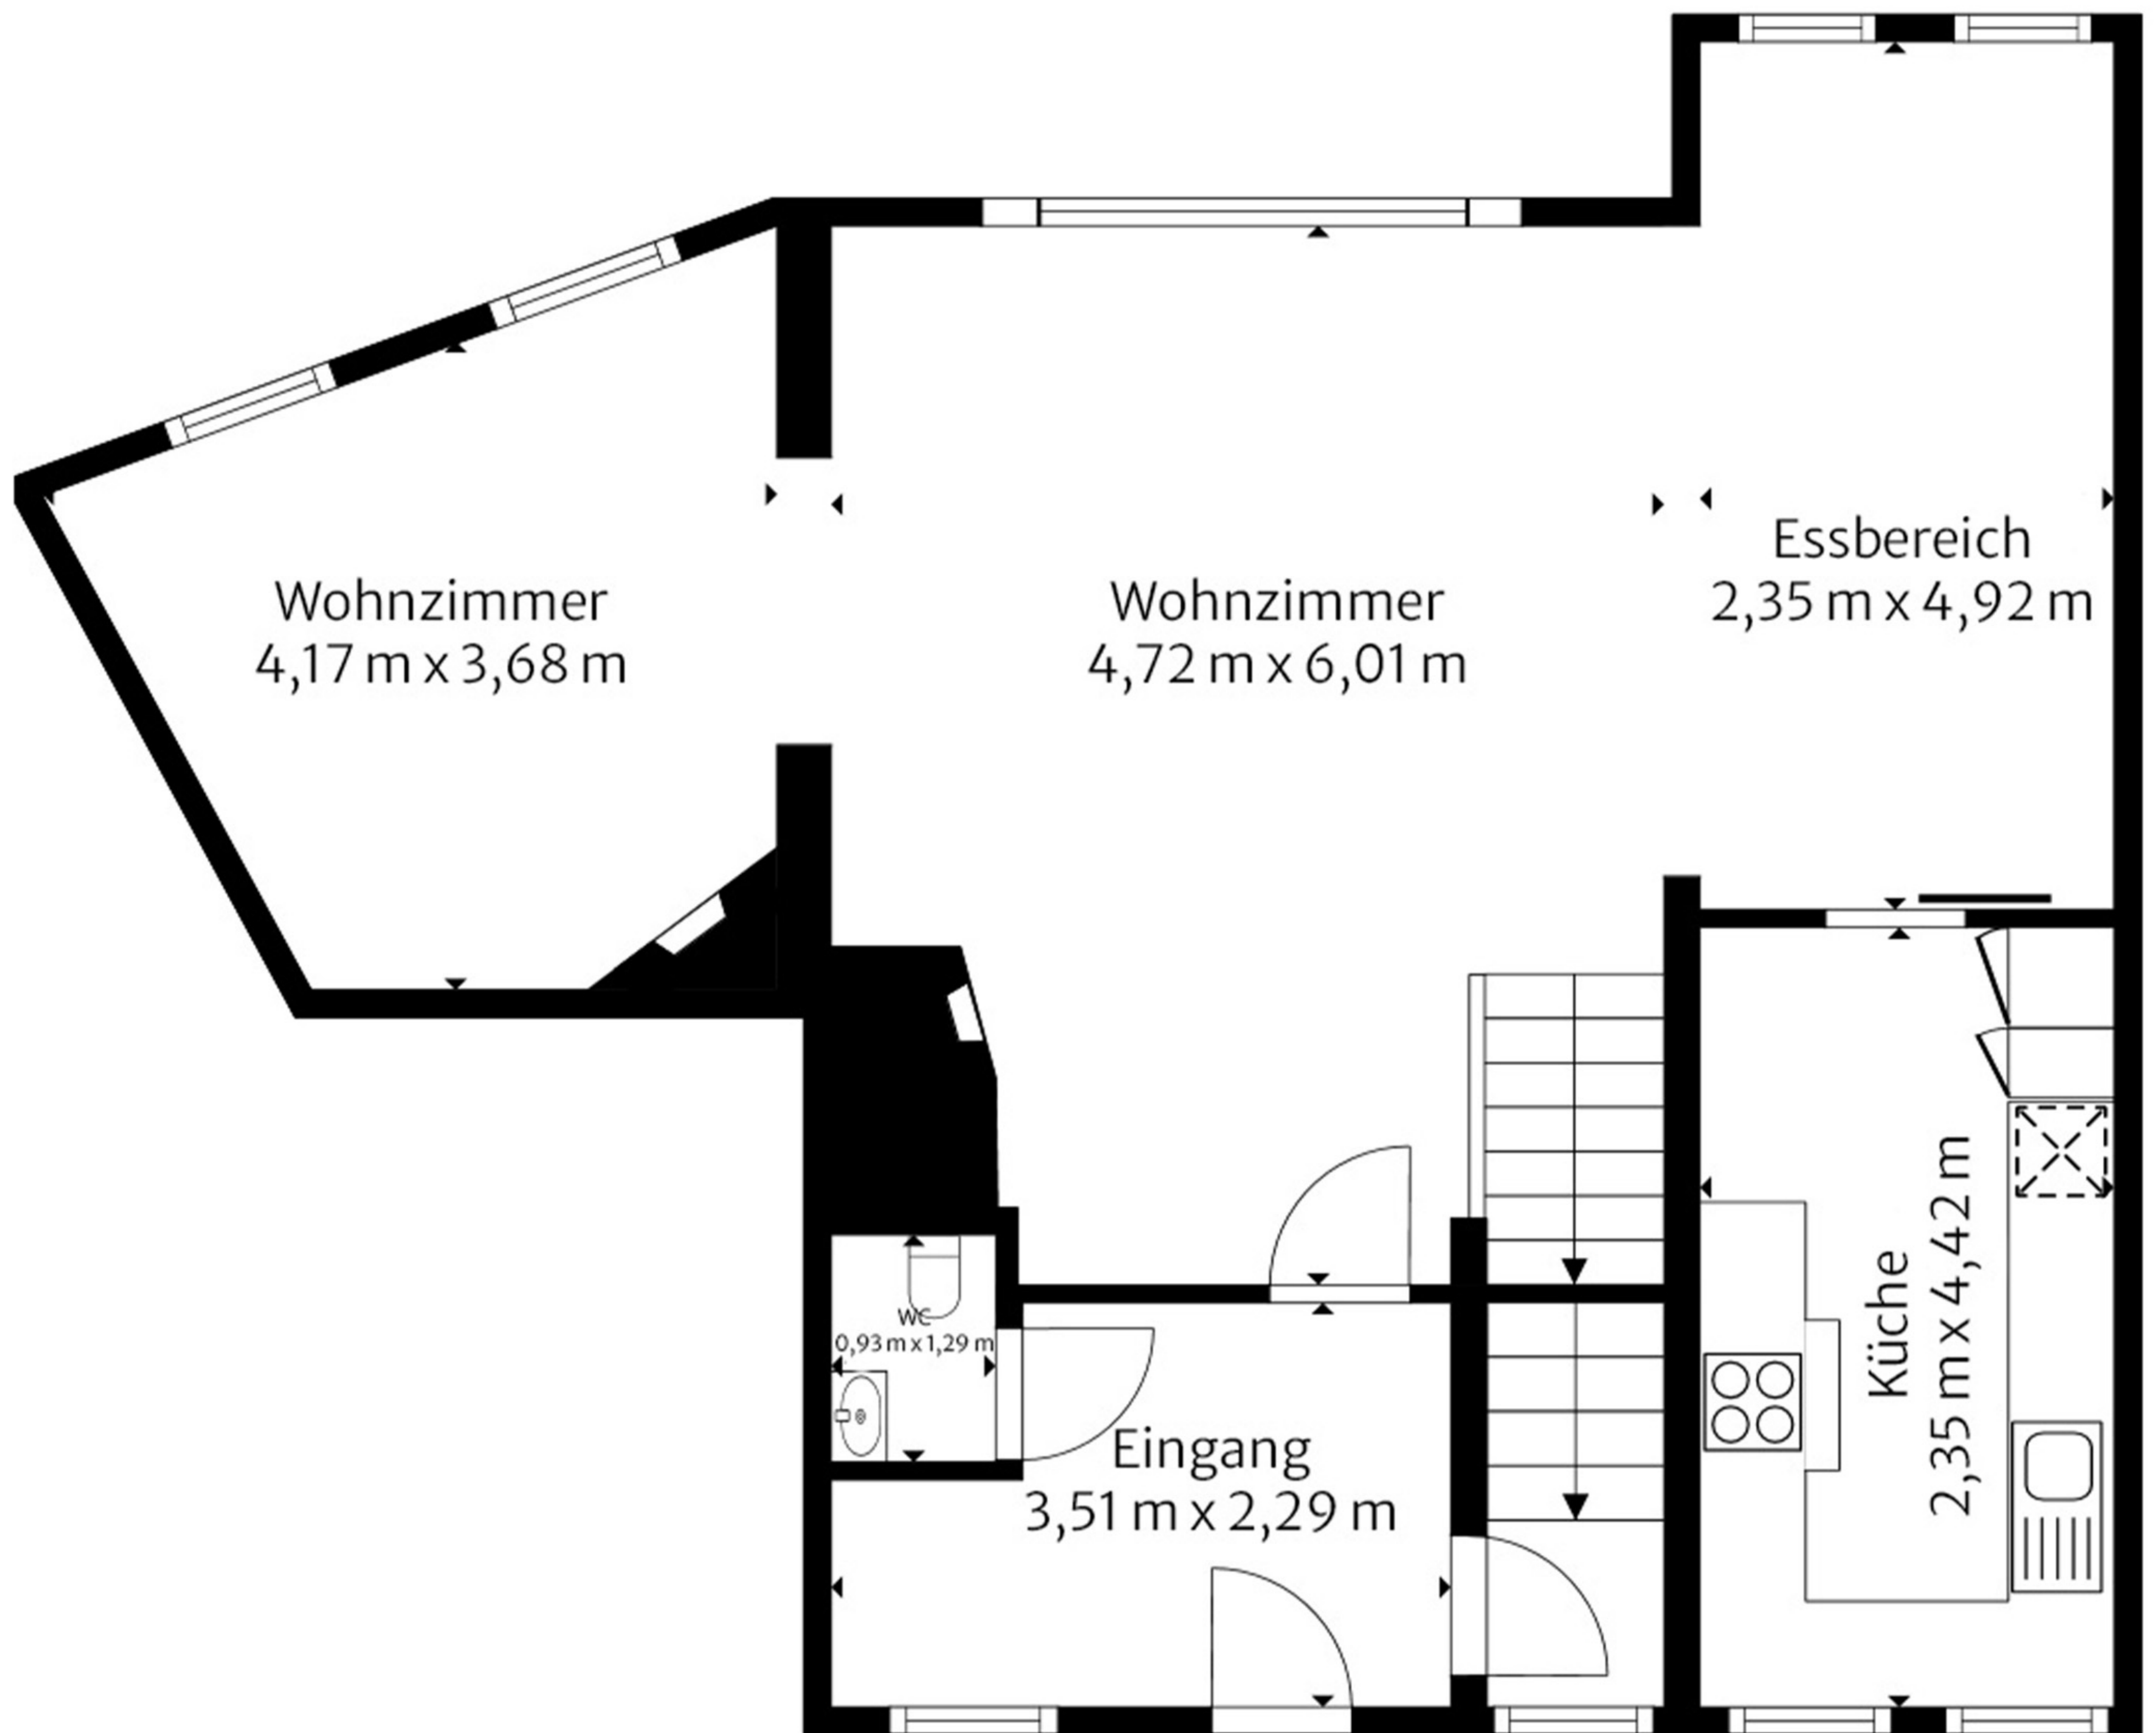 Wohnzimmer
4,17 m x 3,68 m
Wohnzimmer
4,72 m x 6,01 m
Essbereich
2,35 m x 4,92 m
WC
0,93 m x 1,29 m
Eingang
3,51 m x 2,29 m
Küche
2,35 m x 4,42 m